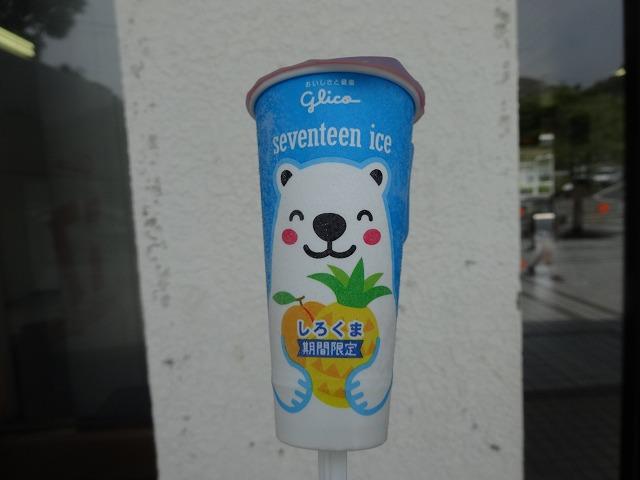 おいしさと健康
glico
seventeen ice
しろくま
期間限定